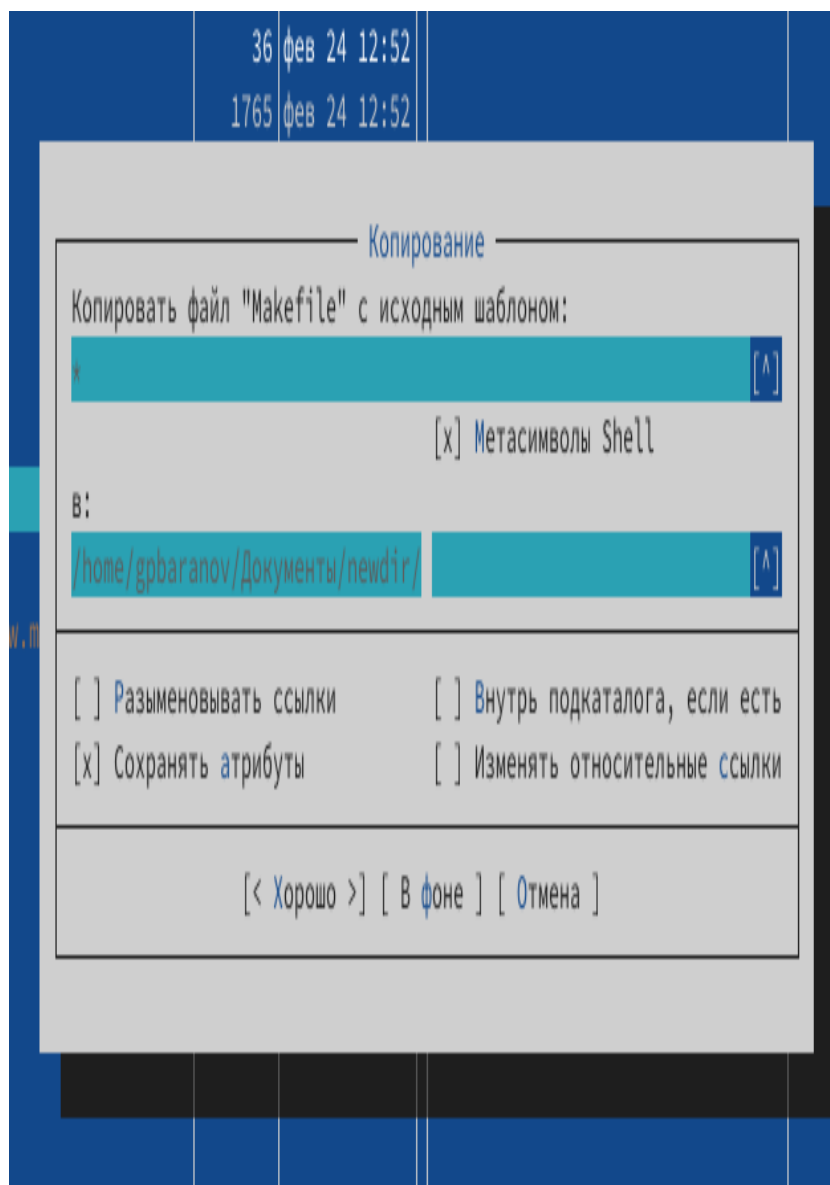 36 фев 24 12:52
1765 фев 24 12:52
Копирование
Копировать файл "Makefile" с исходным шаблоном:
* [^]
[x] Метасимволы Shell
в:
/home/gpbaranov/Документы/newdir/ [^]
w.m
[ ] Разыменовывать ссылки [ ] Внутрь подкаталога, если есть
[x] Сохранять атрибуты [ ] Изменять относительные ссылки
[< Хорошо >] [ В фоне ] [ Отмена ]